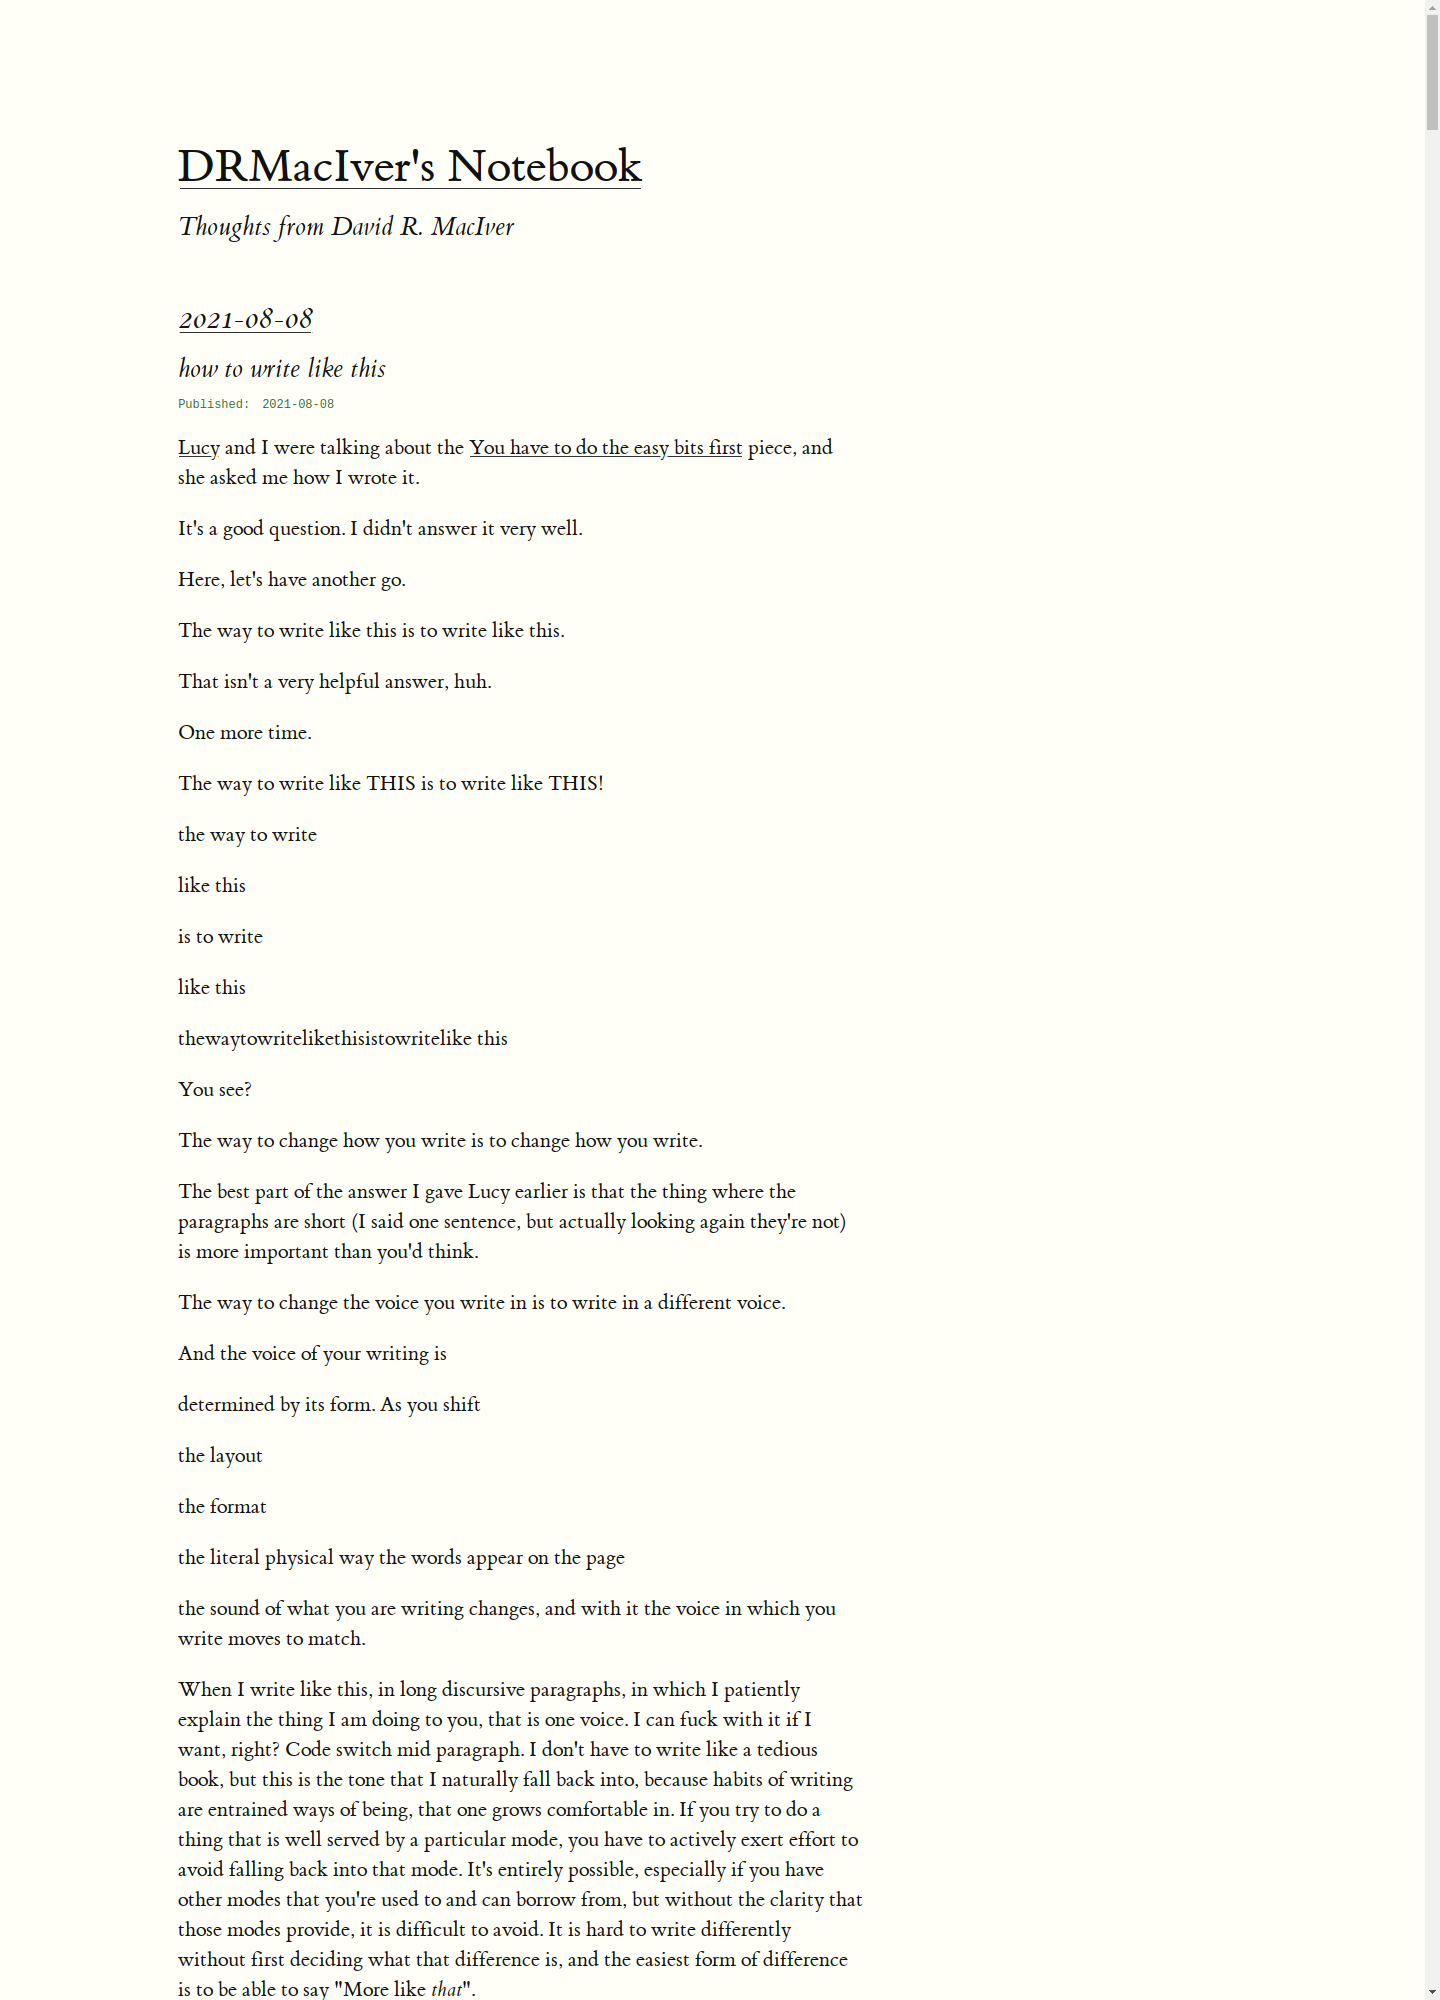 DRMacIver's Notebook
Thoughts from David R. MacIver
2021-08-08
how to write like this
Published: 2021-08-08
Lucy and I were talking about the You have to do the easy bits first piece, and
she asked me how I wrote it.
It's a good question. I didn't answer it very well.
Here, let's have another go.
The way to write like this is to write like this.
That isn't a very helpful answer, huh.
One more time.
The way to write like THIS is to write like THIS!
the way to write
like this
is to write
like this
thewaytowritelikethisistowritelike this
You see?
The way to change how you write is to change how you write.
The best part of the answer I gave Lucy earlier is that the thing where the
paragraphs are short (I said one sentence, but actually looking again they're not)
is more important than you'd think.
The way to change the voice you write in is to write in a different voice.
And the voice of your writing is
determined by its form. As you shift
the layout
the format
the literal physical way the words appear on the page
the sound of what you are writing changes, and with it the voice in which you
write moves to match.
When I write like this, in long discursive paragraphs, in which I patiently
explain the thing I am doing to you, that is one voice. I can fuck with it if I
want, right? Code switch mid paragraph. I don't have to write like a tedious
book, but this is the tone that I naturally fall back into, because habits of writing
are entrained ways of being, that one grows comfortable in. If you try to do a
thing that is well served by a particular mode, you have to actively exert effort to
avoid falling back into that mode. It's entirely possible, especially if you have
other modes that you're used to and can borrow from, but without the clarity that
those modes provide, it is difficult to avoid. It is hard to write differently
without first deciding what that difference is, and the easiest form of difference
is to be able to say "More like that".